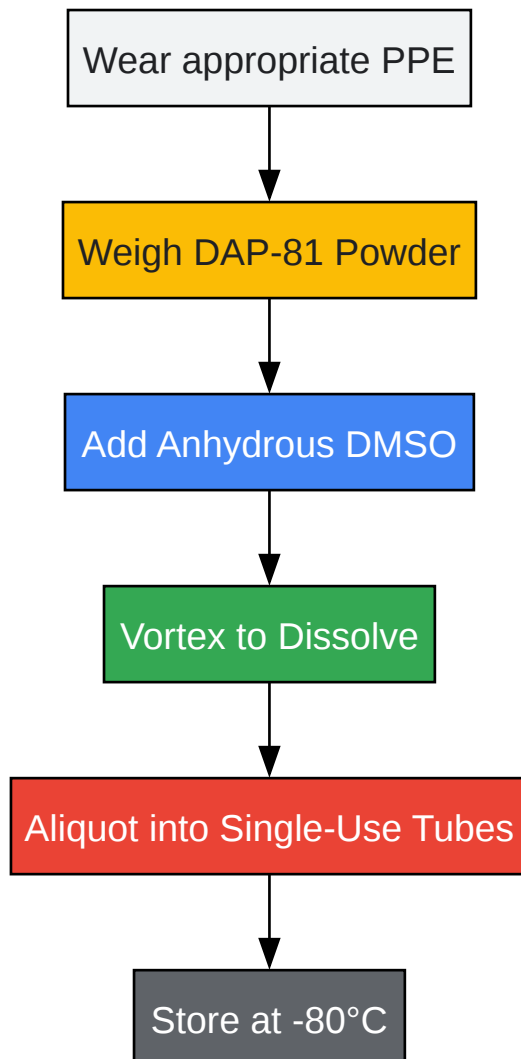 Wear appropriate PPE
Weigh DAP-81 Powder
Add Anhydrous DMSO
Vortex to Dissolve
Aliquot into Single-Use Tubes
Store at -80°C